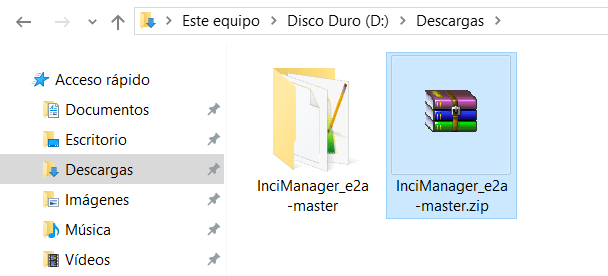 Este equipo > Disco Duro (D:) > Descargas >
Acceso rápido
Documentos
Escritorio
Descargas
Imágenes
Música
Vídeos
InciManager_e2a
-master
InciManager_e2a
-master.zip